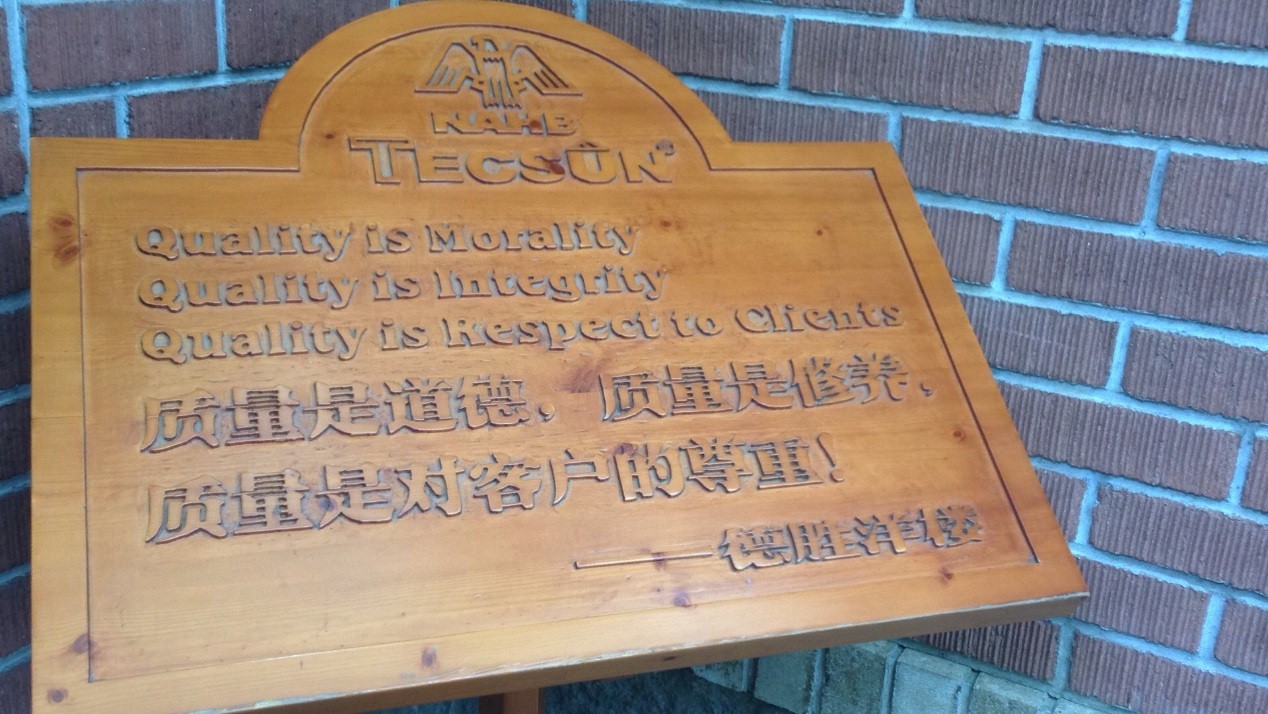 NAHB
TECSÛN®
Quality is Morality
Quality is Integrity
Quality is Respect to Clients
质量是道德，质量是修养，
质量是对客户的尊重！
——德胜洋楼